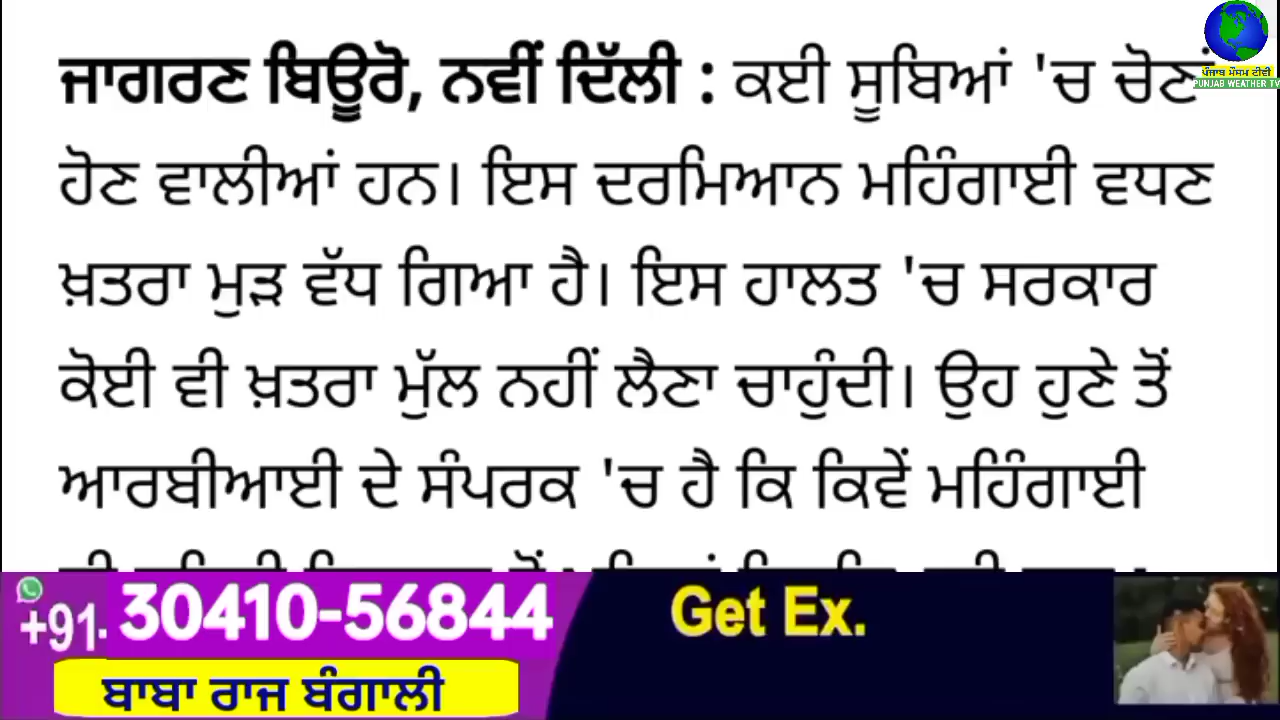 ਜਾਗਰਣ ਬਿਊਰੋ, ਨਵੀਂ ਦਿੱਲੀ : ਕਈ ਸੂਬਿਆਂ 'ਚ ਚੋਣਾਂ
ਹੋਣ ਵਾਲੀਆਂ ਹਨ। ਇਸ ਦਰਮਿਆਨ ਮਹਿੰਗਾਈ ਵਧਣ
ਖ਼ਤਰਾ ਮੁੜ ਵੱਧ ਗਿਆ ਹੈ। ਇਸ ਹਾਲਤ 'ਚ ਸਰਕਾਰ
ਕੋਈ ਵੀ ਖ਼ਤਰਾ ਮੁੱਲ ਨਹੀਂ ਲੈਣਾ ਚਾਹੁੰਦੀ। ਉਹ ਹੁਣੇ ਤੋਂ
ਆਰਬੀਆਈ ਦੇ ਸੰਪਰਕ 'ਚ ਹੈ ਕਿ ਕਿਵੇਂ ਮਹਿੰਗਾਈ
ਪੰਜਾਬ ਮੌਸਮ ਟੀਵੀ
PUNJAB WEATHER TV
+91- 30410-56844
ਬਾਬਾ ਰਾਜ ਬੰਗਾਲੀ
Get Ex.